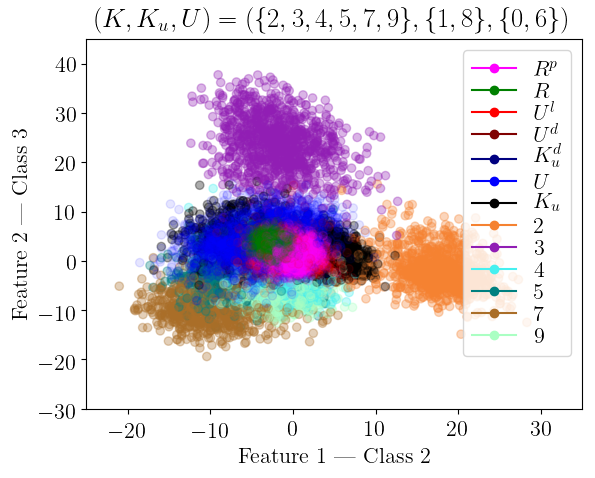 (K, K_u, U) = ({2, 3, 4, 5, 7, 9}, {1, 8}, {0, 6})
Feature 2 — Class 3
40
30
20
10
0
−10
−20
−30
−20
−10
0
10
20
30
Feature 1 — Class 2
R^p
R
U^l
U^d
K_u^d
U
K_u
2
3
4
5
7
9